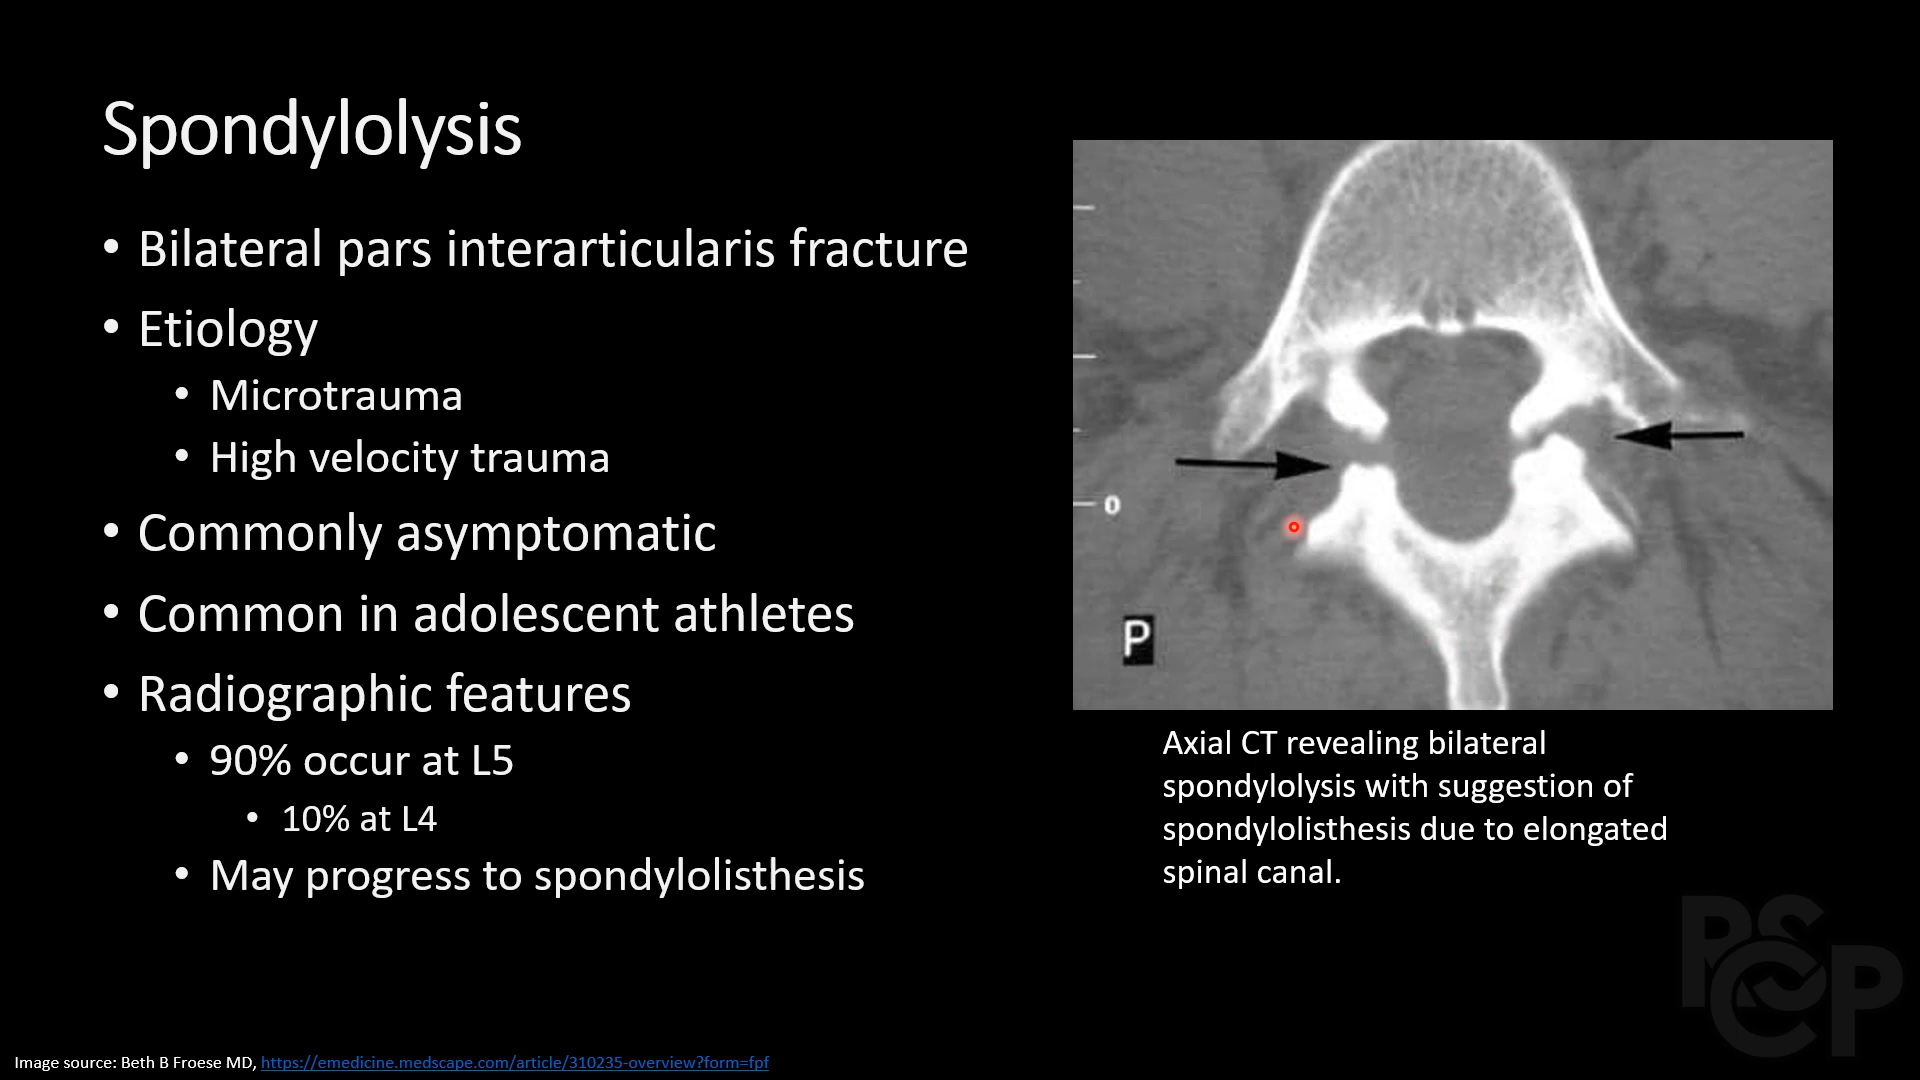 Spondylolysis
• Bilateral pars interarticularis fracture
• Etiology
• Microtrauma
• High velocity trauma
• Commonly asymptomatic
• Common in adolescent athletes
• Radiographic features
• 90% occur at L5
• 10% at L4
• May progress to spondylolisthesis
0
P
Axial CT revealing bilateral
spondylolysis with suggestion of
spondylolisthesis due to elongated
spinal canal.
PSCP
Image source: Beth B Froese MD, https://emedicine.medscape.com/article/310235-overview?form=fpf